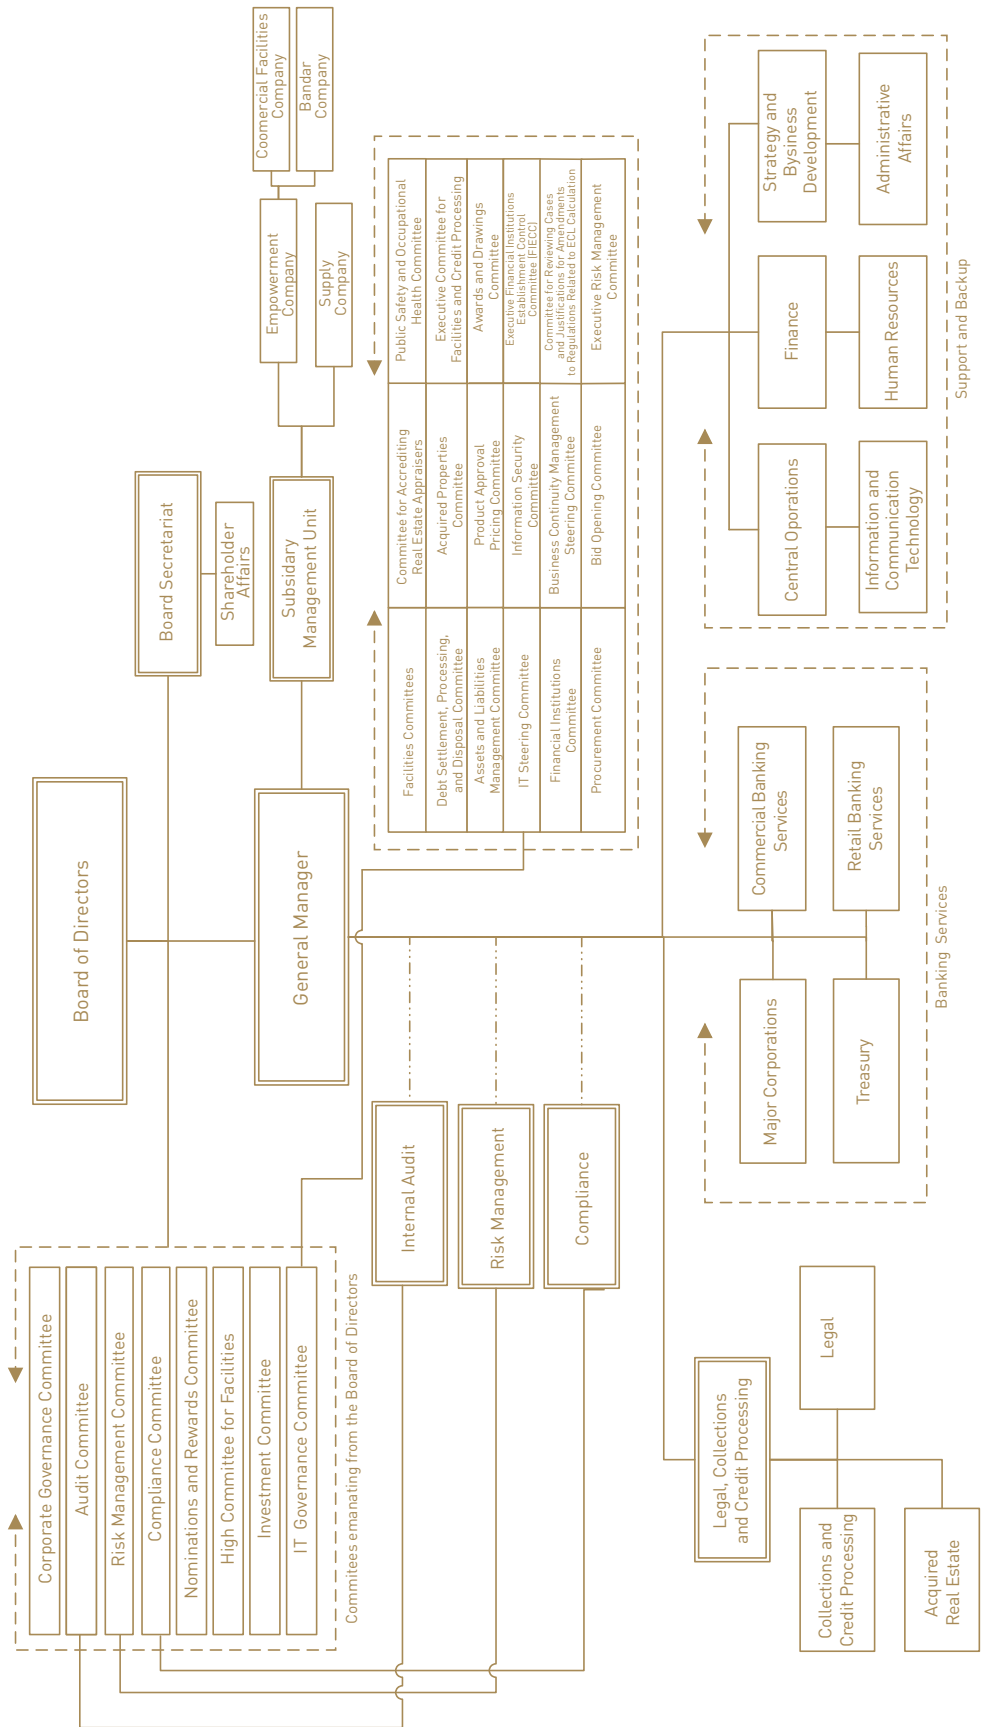 Board of Directors
Board Secretariat
Shareholder
Affairs
General Manager
Subsidary
Management Unit
Empowerment
Company
Supply
Company
Coomercial Facilities
Company
Bandar
Company
Corporate Governance Committee
Audit Committee
Risk Management Committee
Compliance Committee
Nominations and Rewards Committee
High Committee for Facilities
Investment Committee
IT Governance Committee
Commitees emanating from the Board of Directors
Internal Audit
Risk Management
Compliance
Facilities Committees
Committee for Accrediting
Real Estate Appraisers
Public Safety and Occupational
Health Committee
Debt Settlement, Processing,
and Disposal Committee
Acquired Properties
Committee
Executive Committee for
Facilities and Credit Processing
Assets and Liabilities
Management Committee
Product Approval
Pricing Committee
Awards and Drawings
Committee
IT Steering Committee
Information Security
Committee
Executive Financial Institutions
Establishment Control
Committee (FIECC)
Financial Institutions
Committee
Business Continuity Management
Steering Committee
Committee for Reviewing Cases
and Justifications for Amendments
to Regulations Related to ECL Calculation
Procurement Committee
Bid Opening Committee
Executive Risk Management
Committee
Legal, Collections
and Credit Processing
Collections and
Credit Processing
Legal
Acquired
Real Estate
Major Corporations
Commercial Banking
Services
Treasury
Retail Banking
Services
Banking Services
Central Oporations
Finance
Strategy and
Bysiness
Development
Information and
Communication
Technology
Human Resources
Administrative
Affairs
Support and Backup